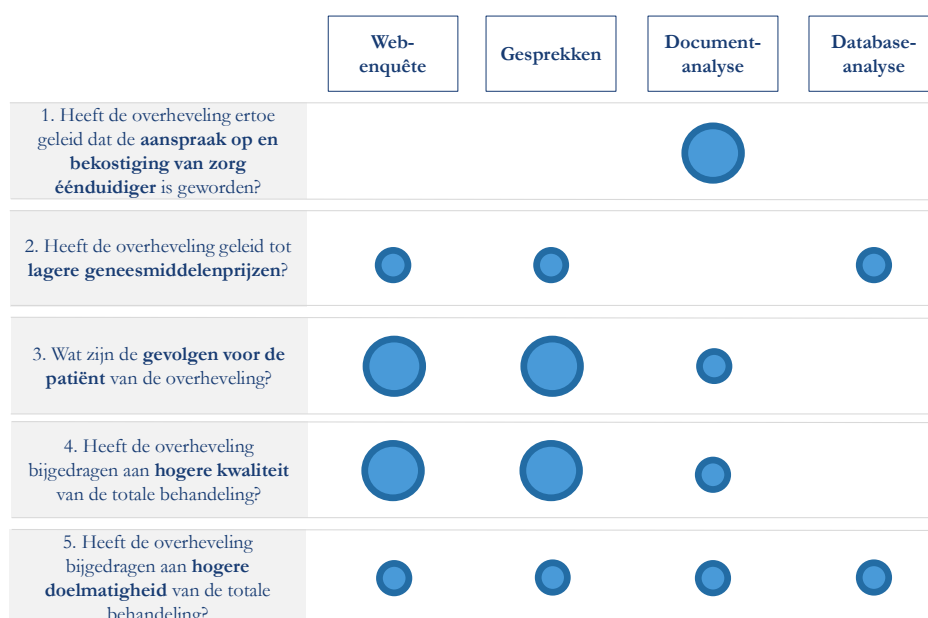 Web-
enquête
Gesprekken
Document-
analyse
Database-
analyse
1. Heeft de overheveling ertoe
geleid dat de aanspraak op en
bekostiging van zorg
éénduidiger is geworden?
2. Heeft de overheveling geleid tot
lagere geneesmiddelenprijzen?
3. Wat zijn de gevolgen voor de
patiënt van de overheveling?
4. Heeft de overheveling
bijgedragen aan hogere kwaliteit
van de totale behandeling?
5. Heeft de overheveling
bijgedragen aan hogere
doelmatigheid van de totale
behandeling?